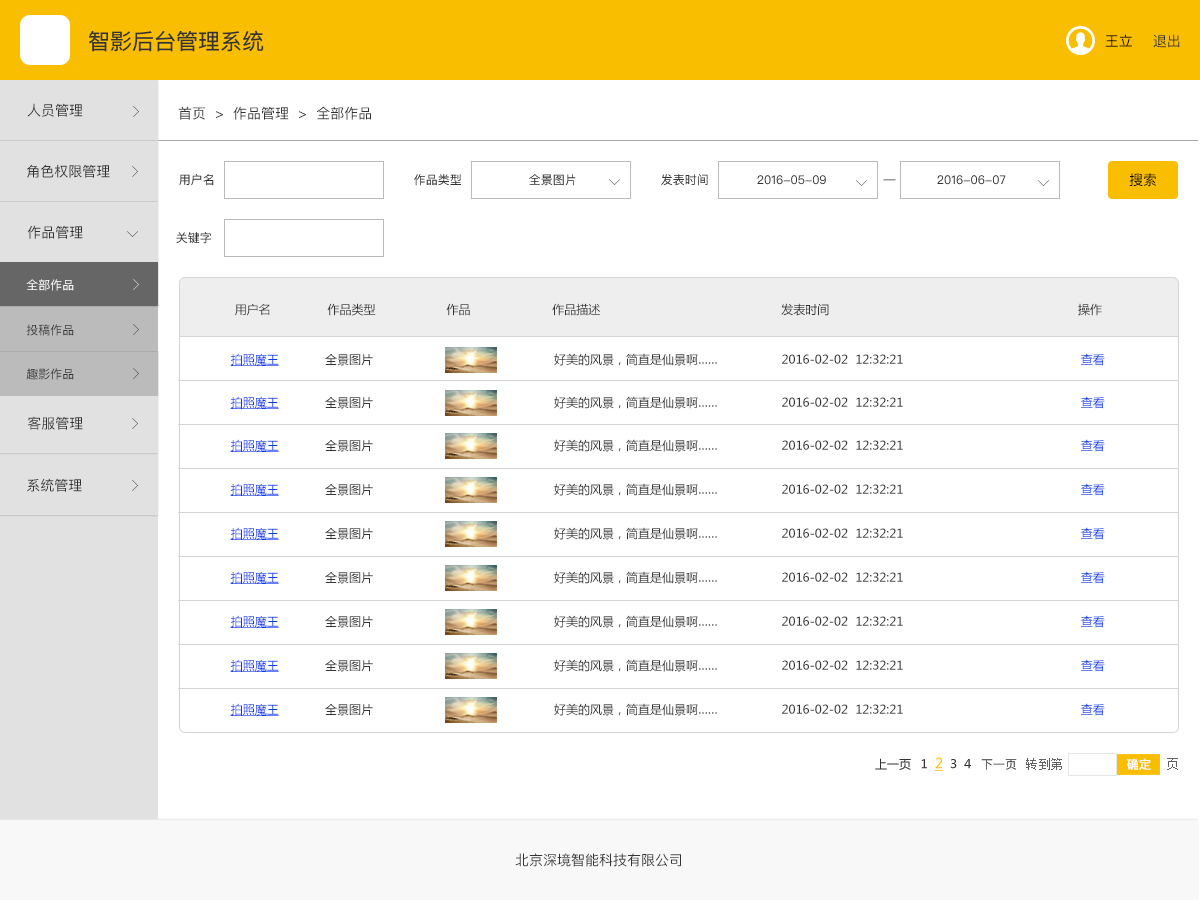 智影后台管理系统
王立 退出
人员管理
角色权限管理
作品管理
全部作品
投稿作品
趣影作品
客服管理
系统管理
首页 > 作品管理 > 全部作品
用户名 作品类型 全景图片 发表时间 2016-05-09 — 2016-06-07 搜索
关键字
用户名 作品类型 作品 作品描述 发表时间 操作
拍照魔王 全景图片 好美的风景，简直是仙景啊...... 2016-02-02 12:32:21 查看
拍照魔王 全景图片 好美的风景，简直是仙景啊...... 2016-02-02 12:32:21 查看
拍照魔王 全景图片 好美的风景，简直是仙景啊...... 2016-02-02 12:32:21 查看
拍照魔王 全景图片 好美的风景，简直是仙景啊...... 2016-02-02 12:32:21 查看
拍照魔王 全景图片 好美的风景，简直是仙景啊...... 2016-02-02 12:32:21 查看
拍照魔王 全景图片 好美的风景，简直是仙景啊...... 2016-02-02 12:32:21 查看
拍照魔王 全景图片 好美的风景，简直是仙景啊...... 2016-02-02 12:32:21 查看
拍照魔王 全景图片 好美的风景，简直是仙景啊...... 2016-02-02 12:32:21 查看
拍照魔王 全景图片 好美的风景，简直是仙景啊...... 2016-02-02 12:32:21 查看
上一页 1 2 3 4 下一页 转到第 确定 页
北京深境智能科技有限公司